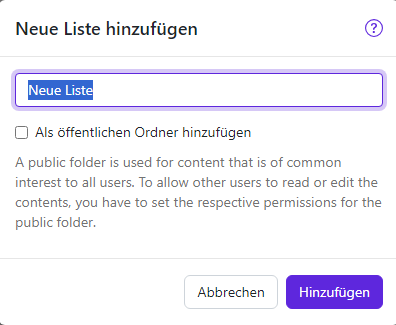 Neue Liste hinzufügen
?
Neue Liste
Als öffentlichen Ordner hinzufügen
A public folder is used for content that is of common
interest to all users. To allow other users to read or edit the
contents, you have to set the respective permissions for the
public folder.
Abbrechen
Hinzufügen